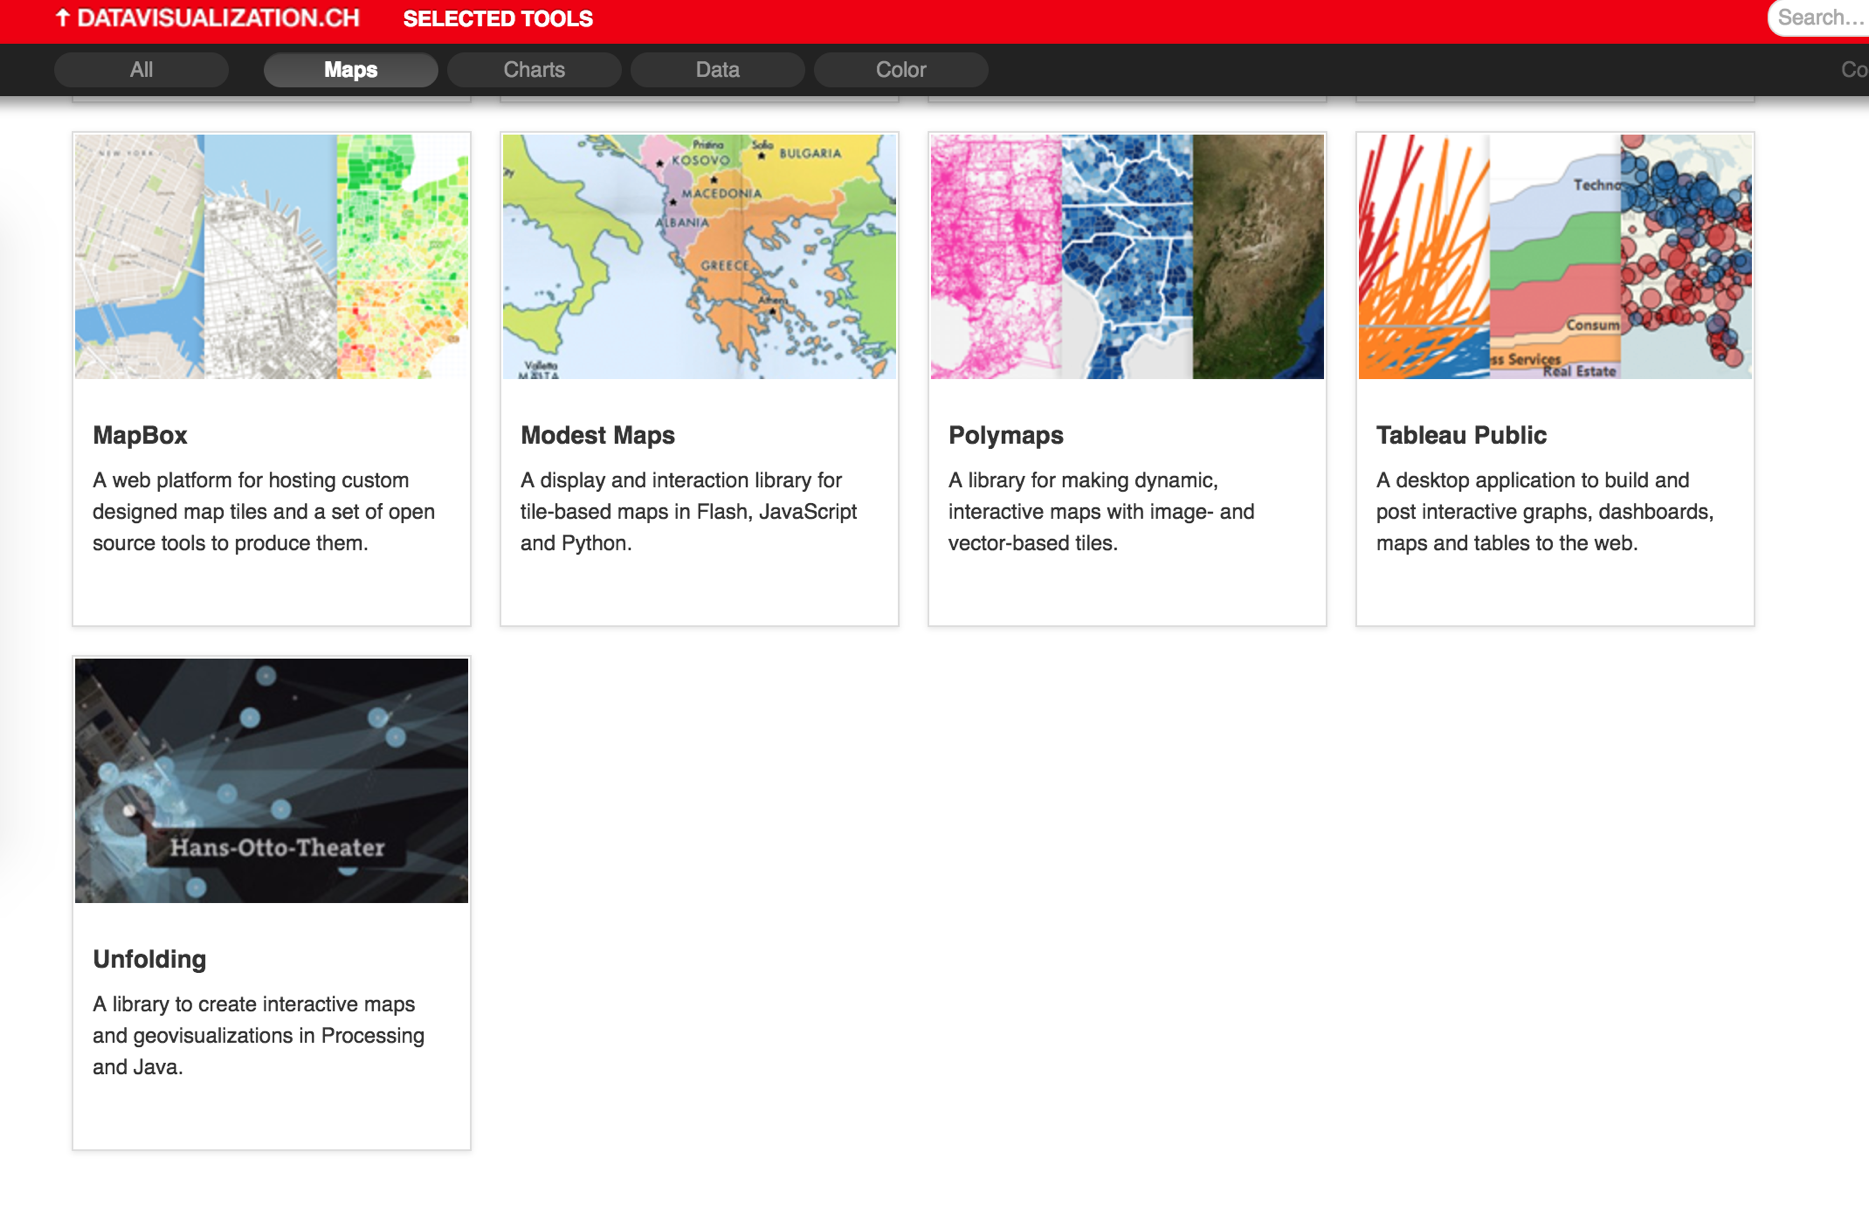 ↑ DATAVISUALIZATION.CH SELECTED TOOLS Search...
All Maps Charts Data Color Co
NEW YORK
Pristina Sofia
KOSOVO BULGARIA
MACEDONIA
ALBANIA
GREECE
Athens
Valletta
MALTA
Techno
Consum
ss Services
Real Estate
MapBox
A web platform for hosting custom
designed map tiles and a set of open
source tools to produce them.
Modest Maps
A display and interaction library for
tile-based maps in Flash, JavaScript
and Python.
Polymaps
A library for making dynamic,
interactive maps with image- and
vector-based tiles.
Tableau Public
A desktop application to build and
post interactive graphs, dashboards,
maps and tables to the web.
Hans-Otto-Theater
Unfolding
A library to create interactive maps
and geovisualizations in Processing
and Java.